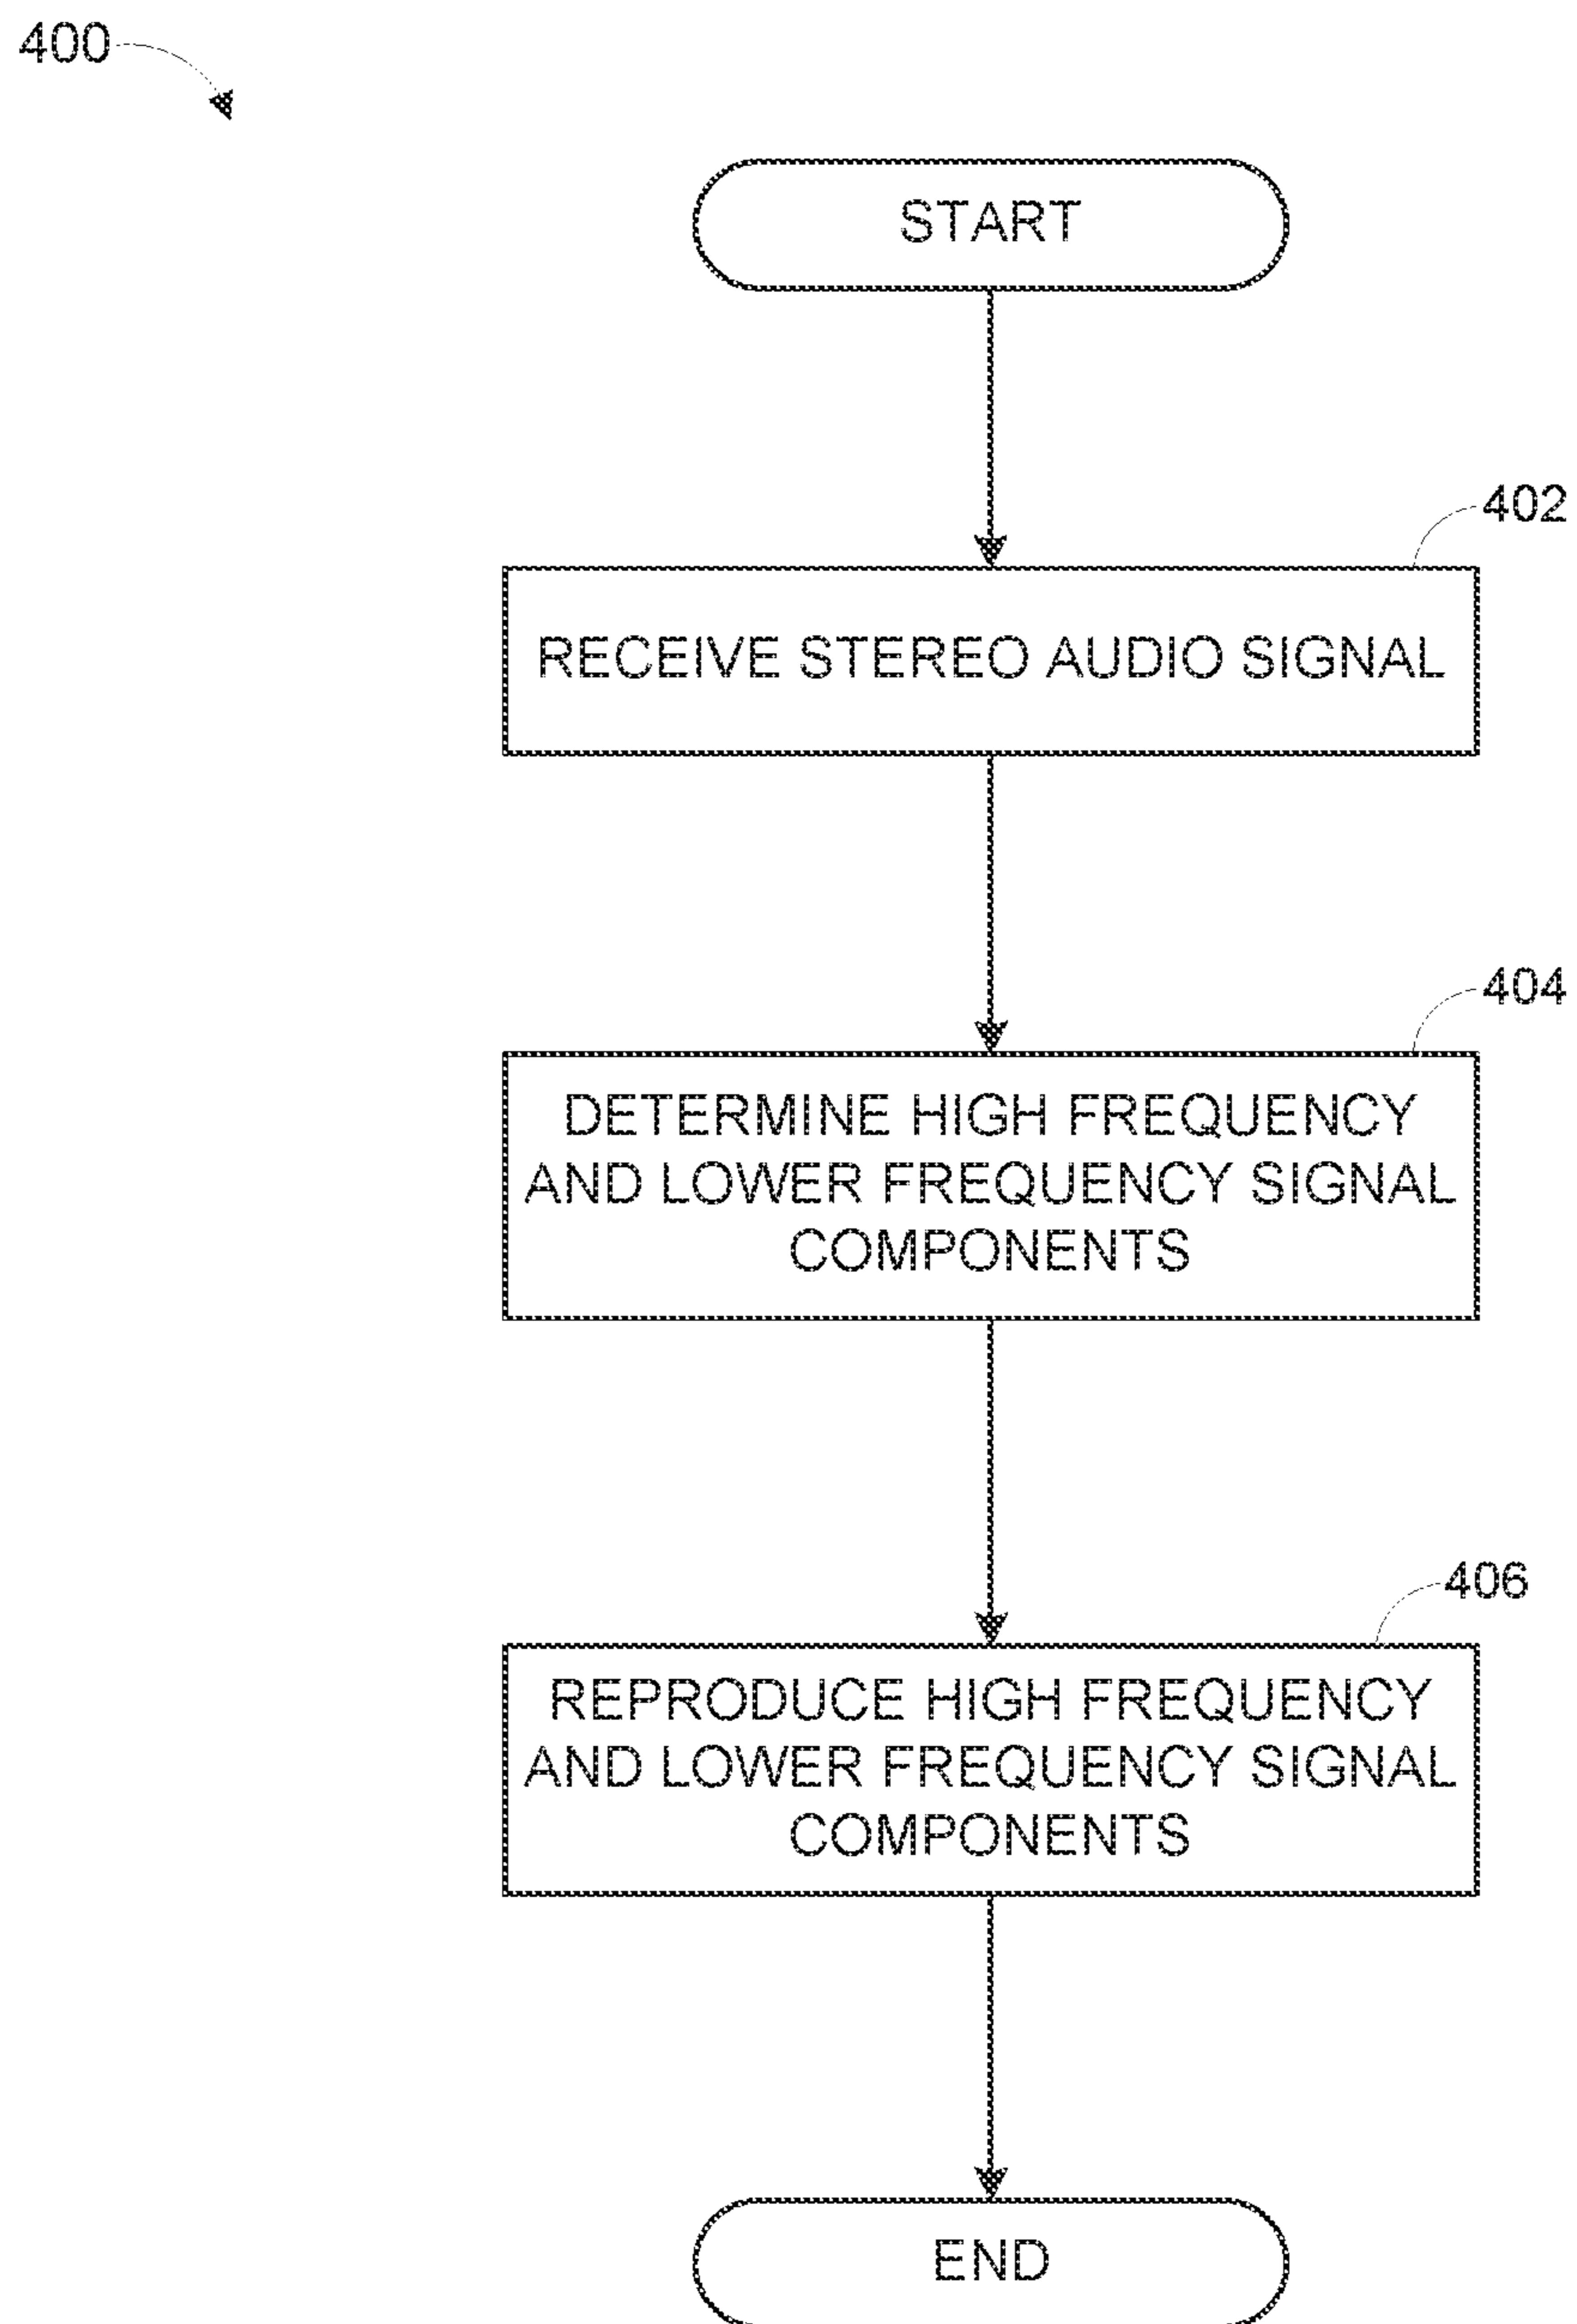 400
START
402
RECEIVE STEREO AUDIO SIGNAL
404
DETERMINE HIGH FREQUENCY
AND LOWER FREQUENCY SIGNAL
COMPONENTS
406
REPRODUCE HIGH FREQUENCY
AND LOWER FREQUENCY SIGNAL
COMPONENTS
END